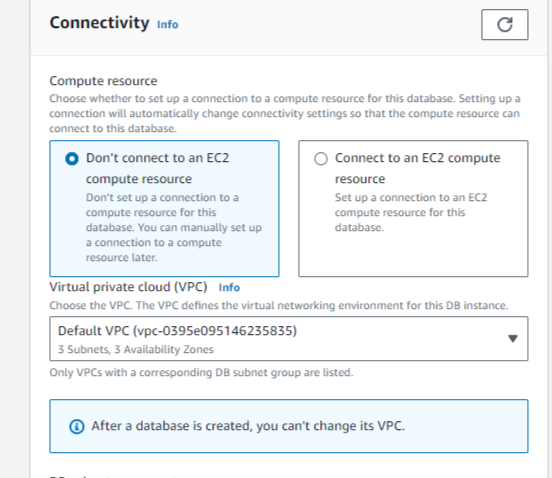 Connectivity Info
Compute resource
Choose whether to set up a connection to a compute resource for this database. Setting up a
connection will automatically change connectivity settings so that the compute resource can
connect to this database.
Don't connect to an EC2
compute resource
Don't set up a connection to a
compute resource for this
database. You can manually set up
a connection to a compute
resource later.
Connect to an EC2 compute
resource
Set up a connection to an EC2
compute resource for this
database.
Virtual private cloud (VPC) Info
Choose the VPC. The VPC defines the virtual networking environment for this DB instance.
Default VPC (vpc-0395e095146235835)
3 Subnets, 3 Availability Zones
Only VPCs with a corresponding DB subnet group are listed.
After a database is created, you can't change its VPC.